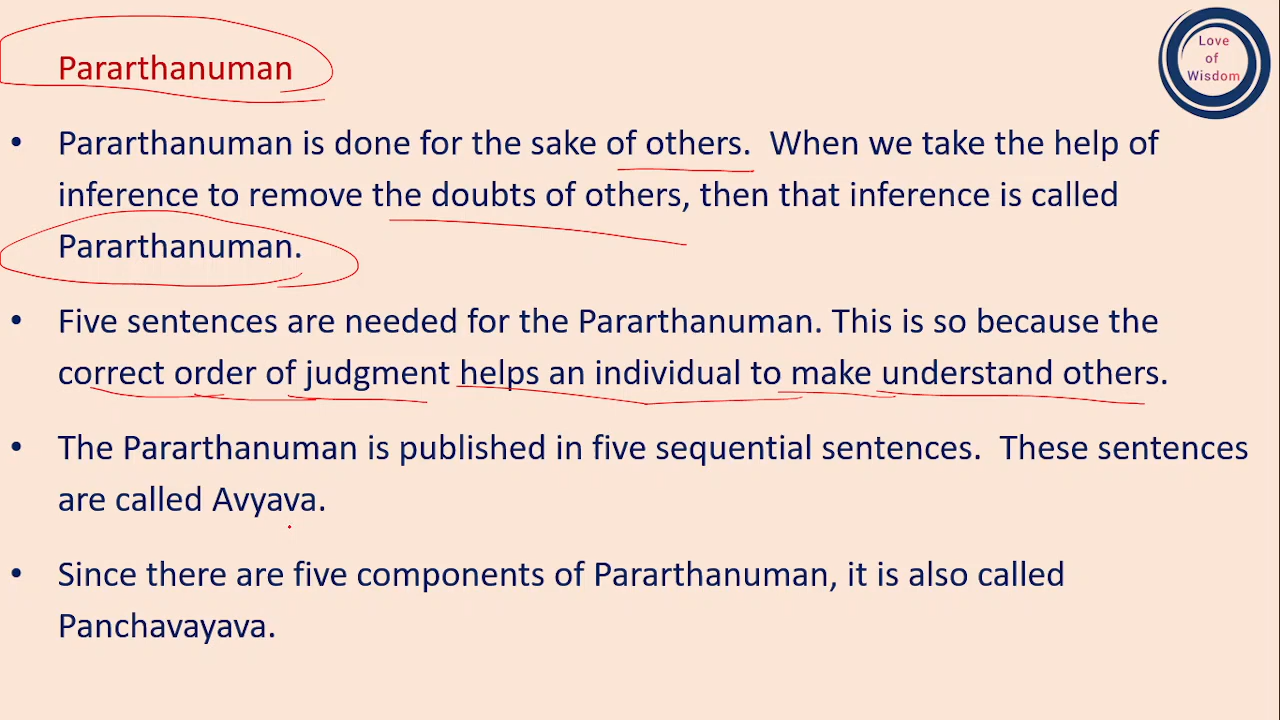 Pararthanuman
Love
of
Wisdom
• Pararthanuman is done for the sake of others. When we take the help of
inference to remove the doubts of others, then that inference is called
Pararthanuman.
• Five sentences are needed for the Pararthanuman. This is so because the
correct order of judgment helps an individual to make understand others.
• The Pararthanuman is published in five sequential sentences. These sentences
are called Avyava.
• Since there are five components of Pararthanuman, it is also called
Panchavayava.